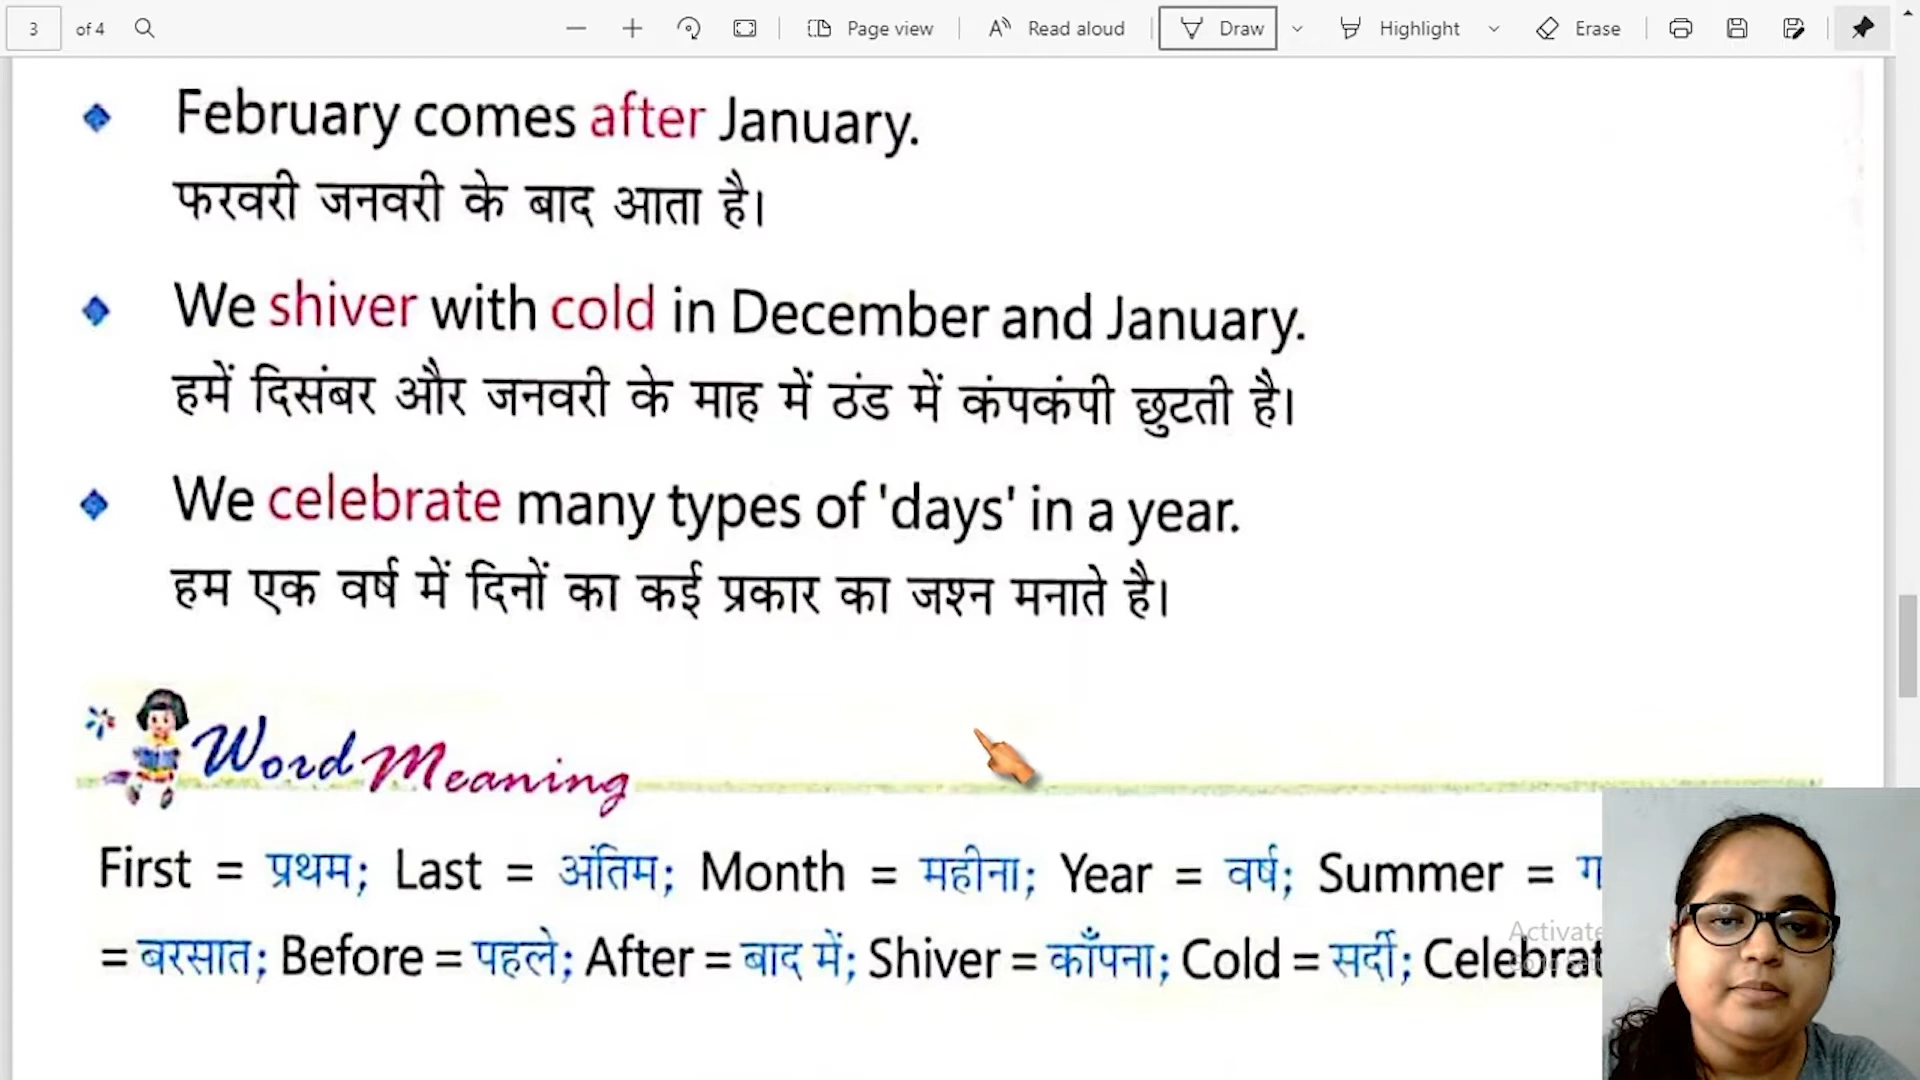 3 of 4 Page view Read aloud Draw Highlight Erase
February comes after January.
फरवरी जनवरी के बाद आता है।
We shiver with cold in December and January.
हमें दिसंबर और जनवरी के माह में ठंड में कंपकंपी छुटती है।
We celebrate many types of 'days' in a year.
हम एक वर्ष में दिनों का कई प्रकार का जश्न मनाते है।
Word Meaning
First = प्रथम; Last = अंतिम; Month = महीना; Year = वर्ष; Summer =
Activate
= बरसात; Before = पहले; After = बाद में; Shiver = काँपना; Cold = सर्दी; Celebrat